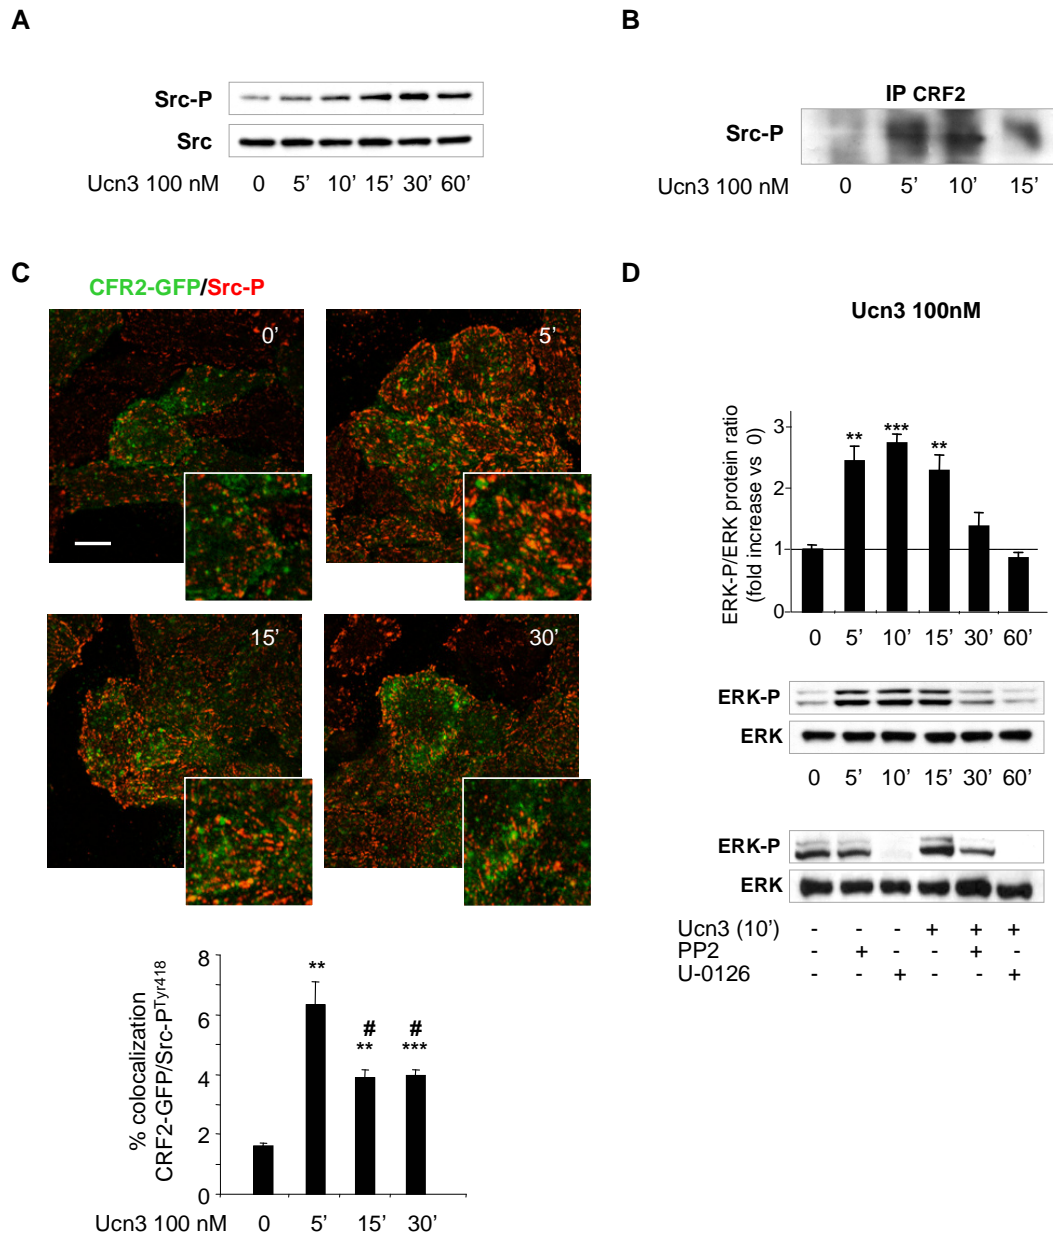 A
Src-P
Src
Ucn3 100 nM 0 5’ 10’ 15’ 30’ 60’
B
IP CRF2
Src-P
Ucn3 100 nM 0 5’ 10’ 15’
C
CFR2-GFP/Src-P
0’
5’
15’
30’
% colocalization
CRF2-GFP/Src-PTyr418
8
6
4
2
0
**
#
**
#
***
Ucn3 100 nM 0 5’ 15’ 30’
D
Ucn3 100nM
ERK-P/ERK protein ratio
(fold increase vs 0)
3
2
1
0
** *** **
0 5’ 10’ 15’ 30’ 60’
ERK-P
ERK
0 5’ 10’ 15’ 30’ 60’
ERK-P
ERK
Ucn3 (10’) - - - + + +
PP2 - + - - + -
U-0126 - - + - - +